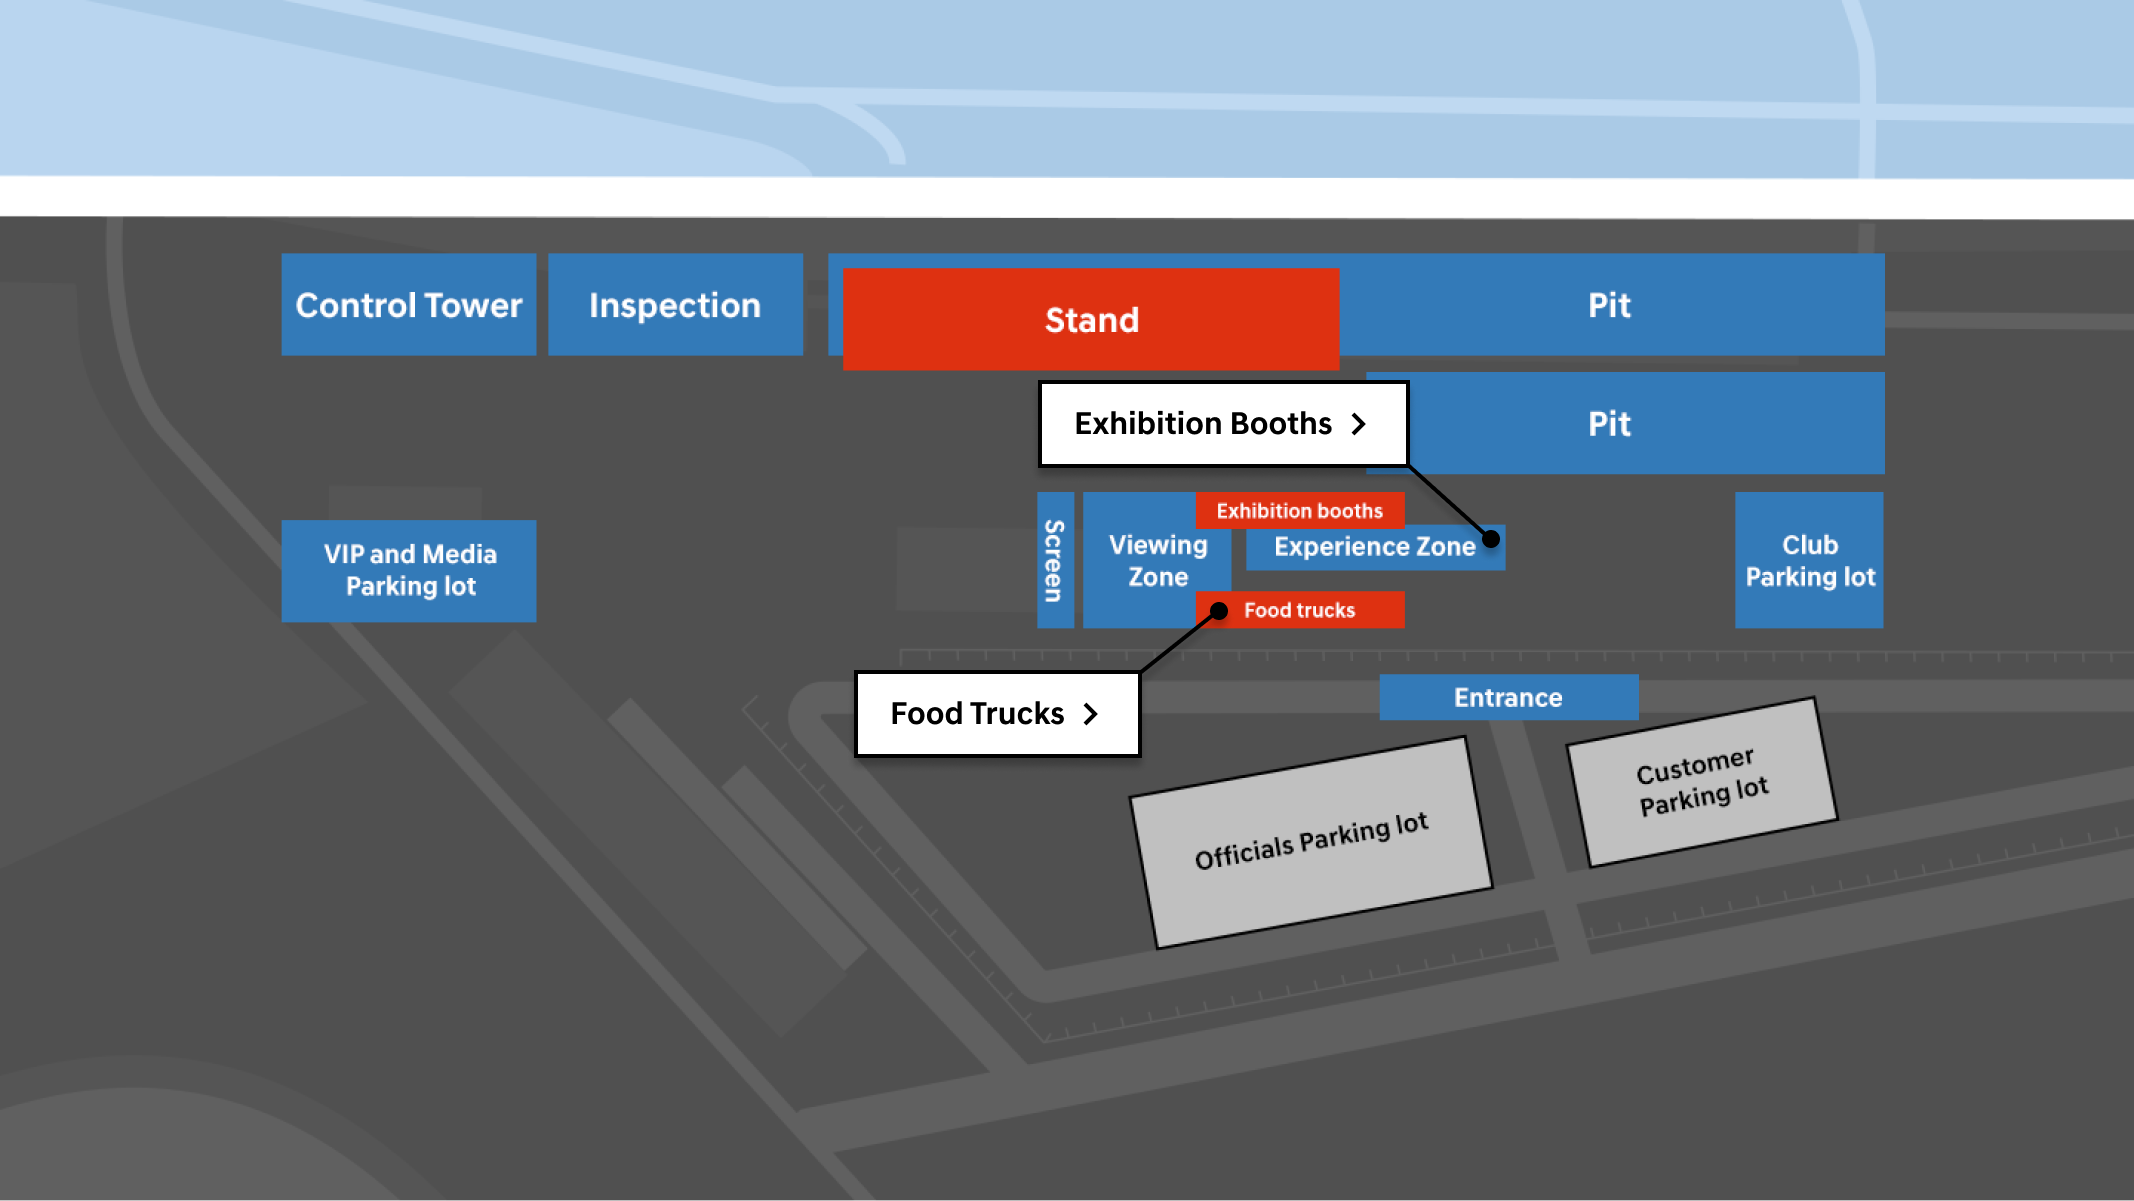 Control Tower
Inspection
Stand
Pit
Exhibition Booths
Pit
Exhibition booths
Screen
Viewing
Zone
Experience Zone
Food trucks
VIP and Media
Parking lot
Club
Parking lot
Food Trucks
Entrance
Customer
Parking lot
Officials Parking lot